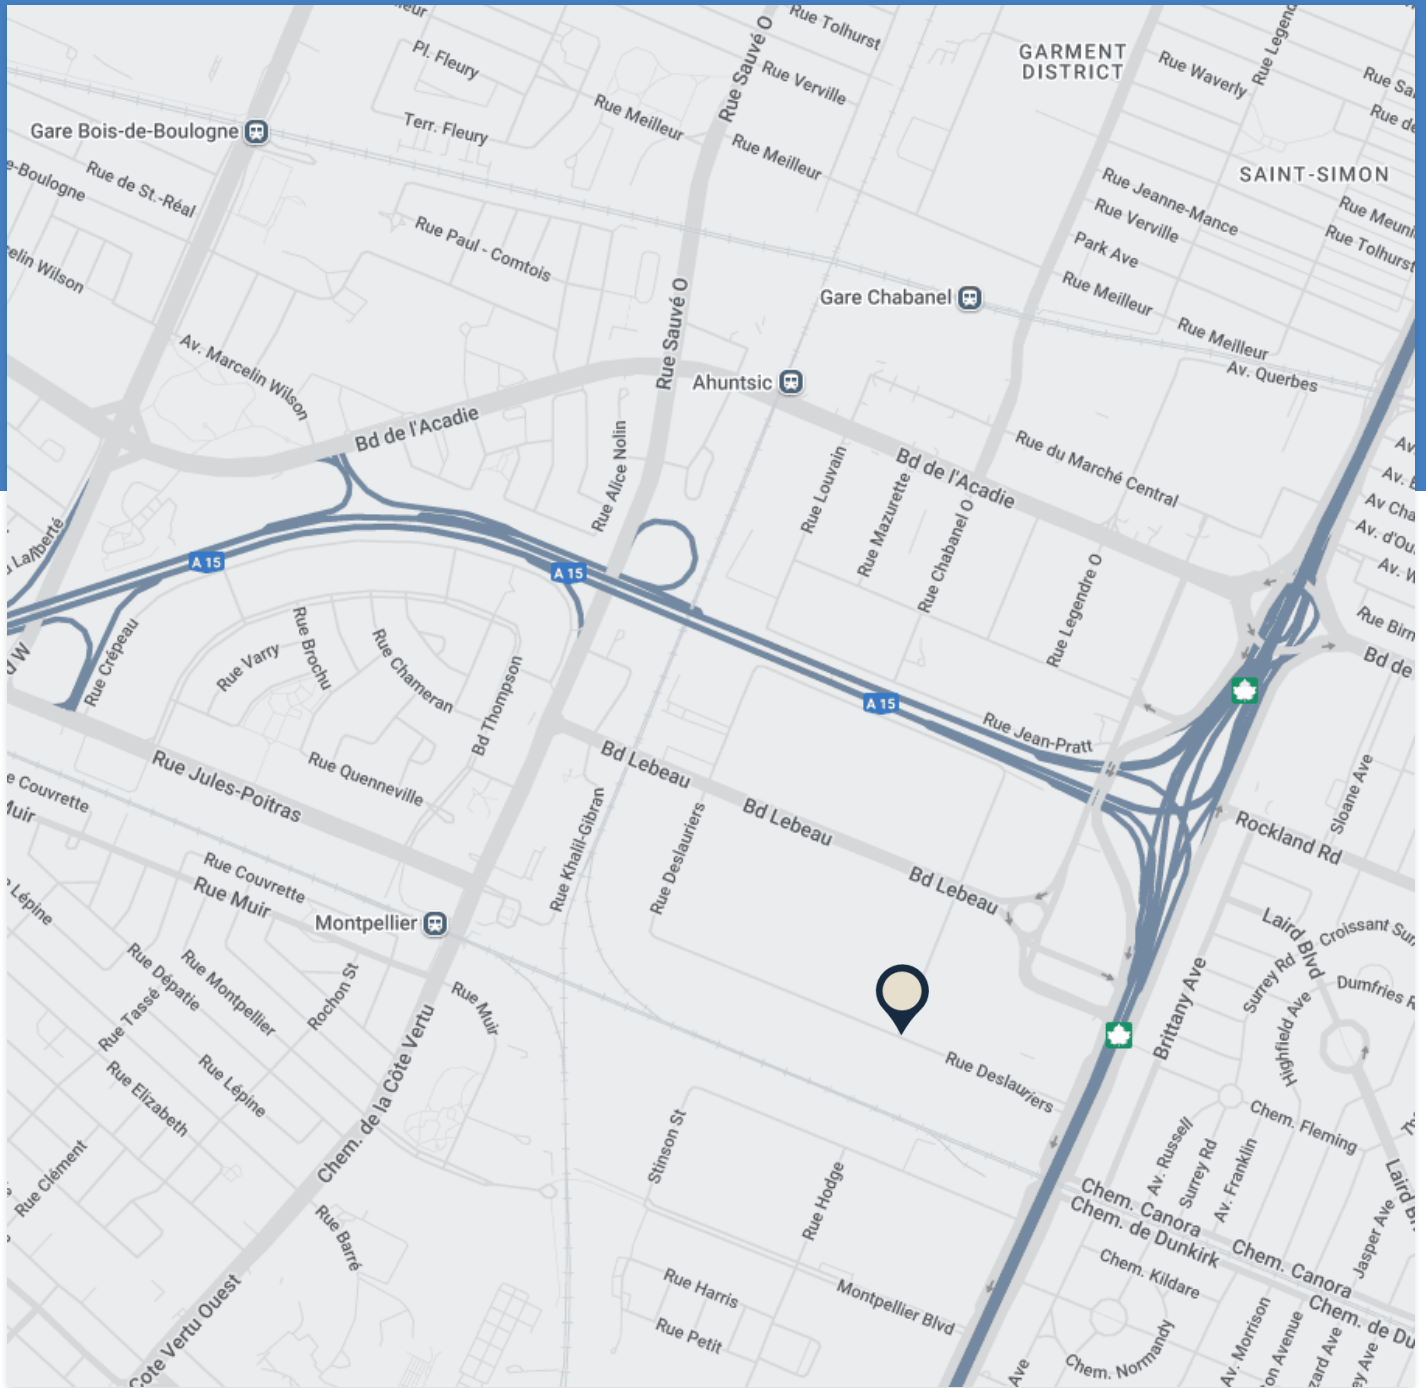 Rue Tolhurst
Pl. Fleury
Rue Sauvé O
GARMENT
DISTRICT
Rue Waverly
Rue Verville
Terr. Fleury
Rue Meilleur
Gare Bois-de-Boulogne
Rue Meilleur
SAINT-SIMON
Rue de St.-Réal
Rue Jeanne-Mance
Rue Verville
Rue Tolhurst
Rue Paul - Comtois
Park Ave
Rue Meilleur
Gare Chabanel
Rue Sauvé O
Rue Meilleur
Av. Marcelin Wilson
Av. Querbes
Ahuntsic
Bd de l'Acadie
Rue du Marché Central
Bd de l'Acadie
Rue Alice Nolin
Rue Louvain
Rue Mazurette
Rue Chabanel O
A 15
A 15
Rue Legendre O
Rue Crépeau
Rue Varry
Rue Brochu
Rue Chameran
Bd Thompson
A 15
Rue Jean-Pratt
Bd Lebeau
Rue Jules-Poitras
Rue Quenneville
Sloane Ave
Bd Lebeau
Rockland Rd
Rue Khalil-Gibran
Rue Deslauriers
Rue Couvrette
Rue Muir
Bd Lebeau
Montpellier
Laird Blvd
Rue Dépatie
Rue Montpellier
Rochon St
Rue Tassé
Rue Muir
Surrey Rd
Highfield Ave
Brittany Ave
Rue Lépine
Rue Elizabeth
Chem. de la Côte Vertu
Rue Deslauriers
Chem. Fleming
Stinson St
Av. Russell
Surrey Rd
Av. Franklin
Rue Clément
Rue Hodge
Chem. Canora
Chem. de Dunkirk
Rue Barré
Jasper Ave
Chem. Canora
Chem. Kildare
Rue Harris
Montpellier Blvd
Rue Petit
Cote Vertu Ouest
Chem. Normandy
Av. Morrison